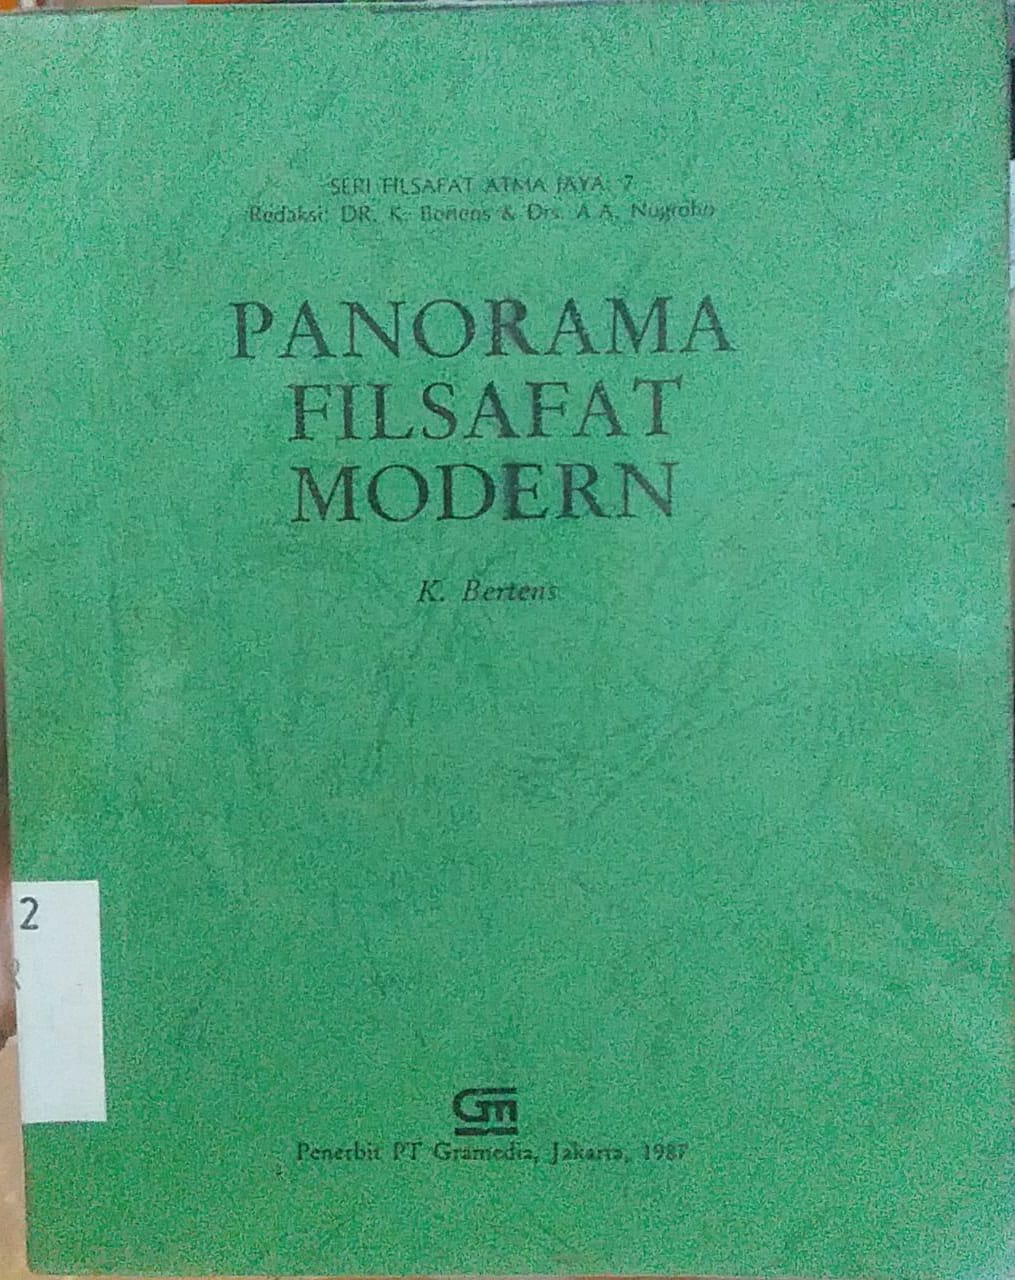 SERI FILSAFAT ATMA JAYA: 7
Redaksi: DR. K. Bertens & Drs. A.A. Nugroho
PANORAMA
FILSAFAT
MODERN
K. Bertens
2
R
GM
Penerbit PT Gramedia, Jakarta, 1987